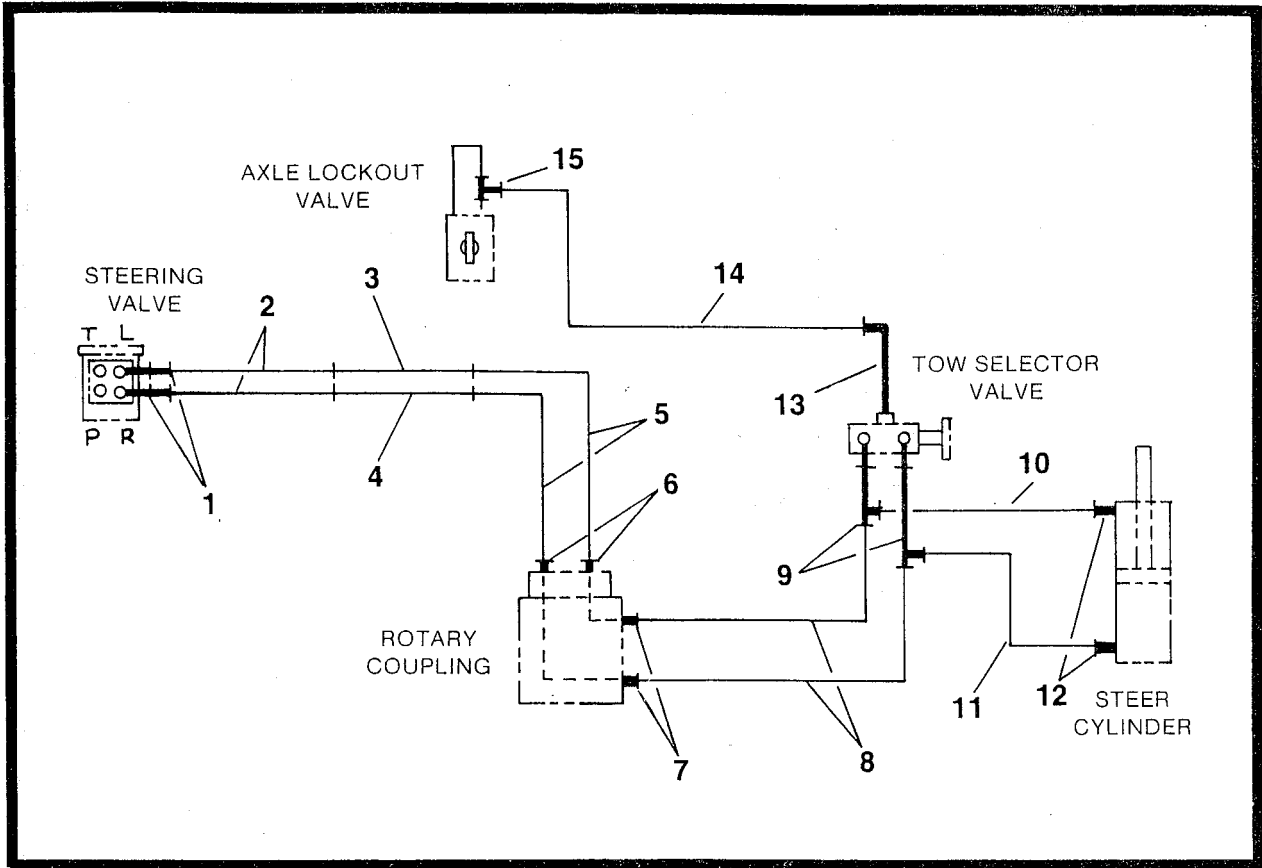 AXLE LOCKOUT
VALVE
15
STEERING
VALVE
T L
P R
2
3
14
TOW SELECTOR
VALVE
13
1
4
5
6
10
9
ROTARY
COUPLING
7
8
11
12
STEER
CYLINDER